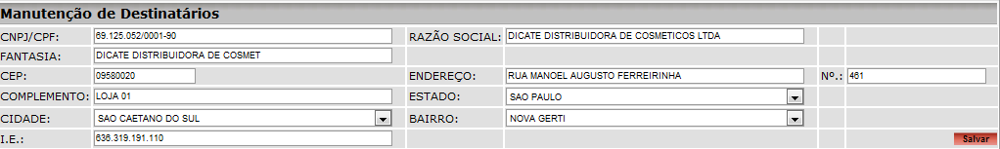 Manutenção de Destinatários
CNPJ/CPF: 69.125.052/0001-90 RAZÃO SOCIAL: DICATE DISTRIBUIDORA DE COSMETICOS LTDA
FANTASIA: DICATE DISTRIBUIDORA DE COSMET
CEP: 09580020 ENDEREÇO: RUA MANOEL AUGUSTO FERREIRINHA Nº.: 461
COMPLEMENTO: LOJA 01 ESTADO: SAO PAULO
CIDADE: SAO CAETANO DO SUL BAIRRO: NOVA GERTI
I.E.: 636.319.191.110 Salvar